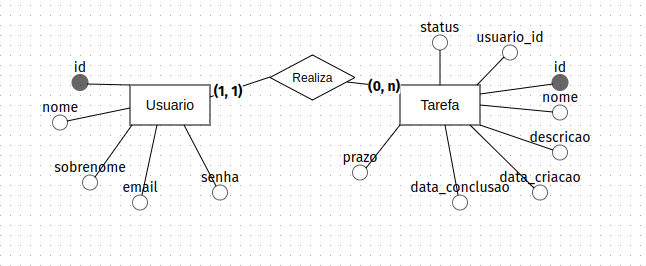 status
usuario_id
id
id
Realiza
(1, 1)
(0, n)
nome
nome
Usuario
Tarefa
descricao
prazo
sobrenome
senha
data_criacao
email
data_conclusao